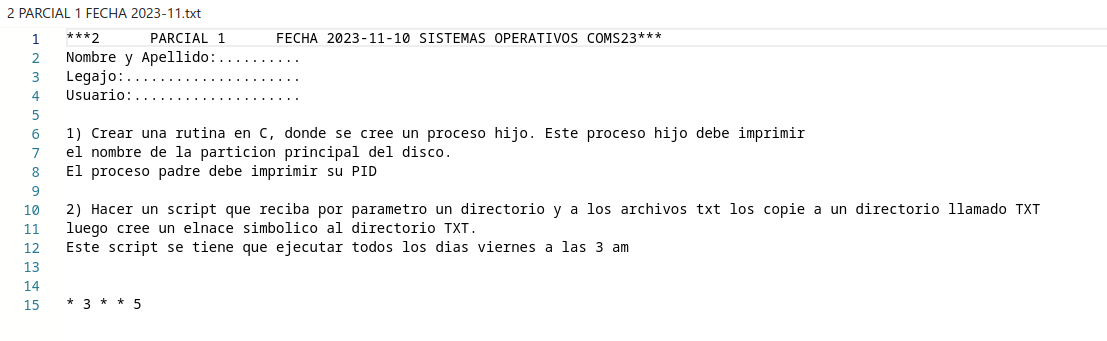 2 PARCIAL 1 FECHA 2023-11.txt
1 ***2      PARCIAL 1      FECHA 2023-11-10 SISTEMAS OPERATIVOS COMS23***
2 Nombre y Apellido:..........
3 Legajo:.....................
4 Usuario:....................
5
6 1) Crear una rutina en C, donde se cree un proceso hijo. Este proceso hijo debe imprimir
7 el nombre de la particion principal del disco.
8 El proceso padre debe imprimir su PID
9
10 2) Hacer un script que reciba por parametro un directorio y a los archivos txt los copie a un directorio llamado TXT
11 luego cree un elnace simbolico al directorio TXT.
12 Este script se tiene que ejecutar todos los dias viernes a las 3 am
13
14
15 * 3 * * 5